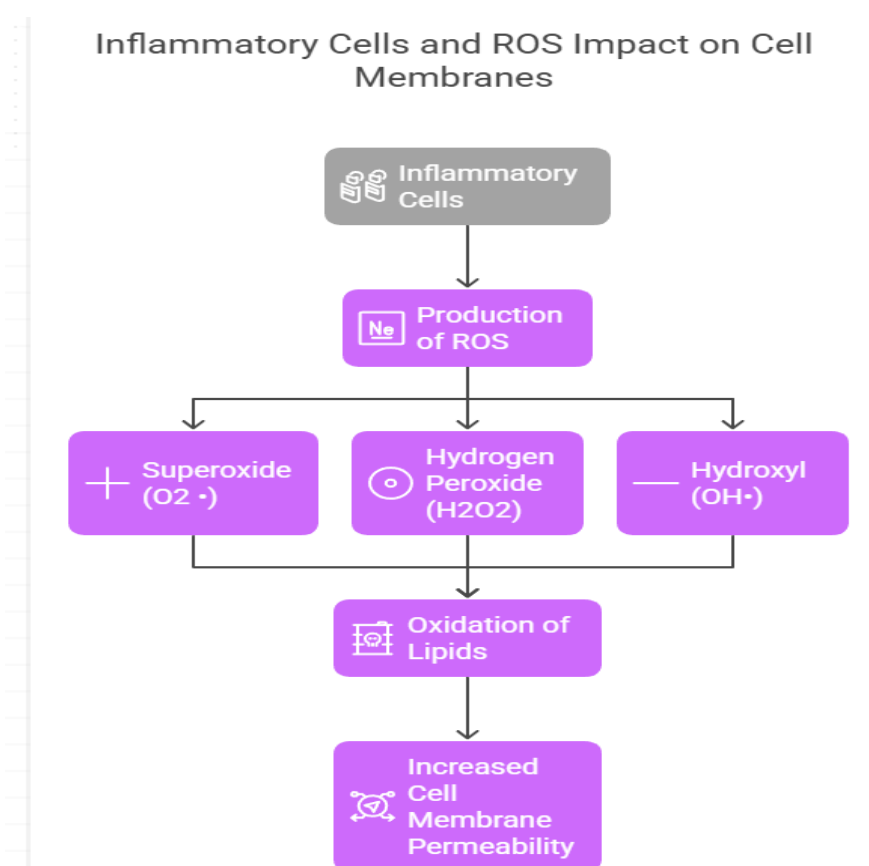 Inflammatory Cells and ROS Impact on Cell
Membranes
Inflammatory
Cells
Ne
Production
of ROS
Superoxide
(O2 •)
Hydrogen
Peroxide
(H2O2)
Hydroxyl
(OH•)
Oxidation of
Lipids
Increased
Cell
Membrane
Permeability